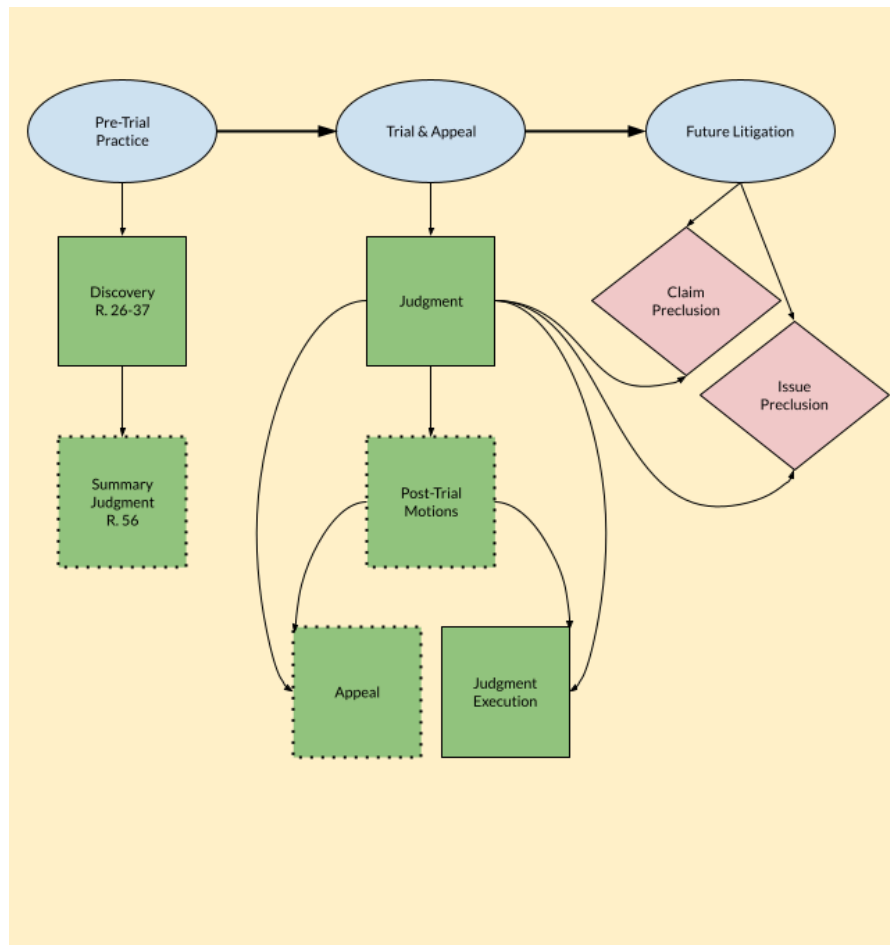 Pre-Trial
Practice
Trial & Appeal
Future Litigation
Discovery
R. 26-37
Judgment
Claim
Preclusion
Issue
Preclusion
Summary
Judgment
R. 56
Post-Trial
Motions
Appeal
Judgment
Execution